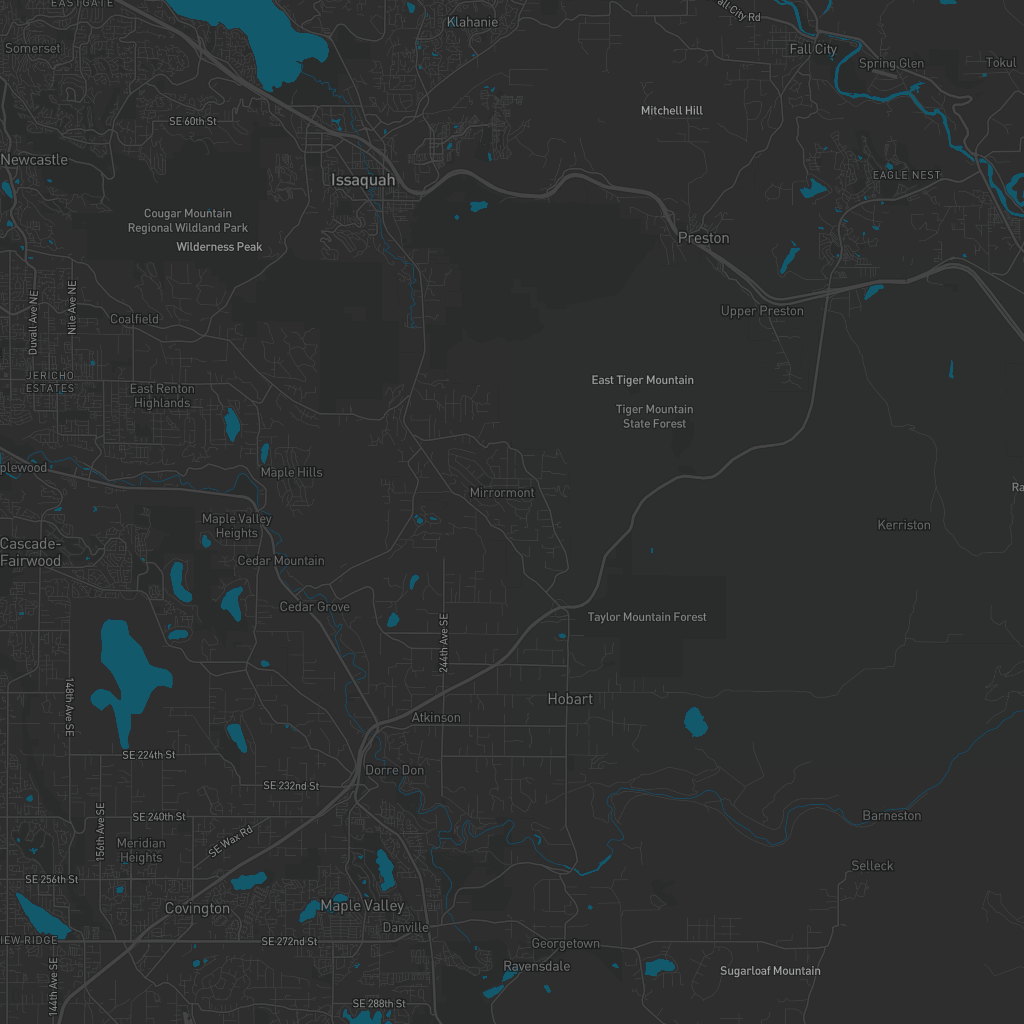 EASTGATE
Klahanie
all City Rd
Somerset
Fall City
Spring Glen
Tokul
Mitchell Hill
SE 60th St
Newcastle
Issaquah
EAGLE NEST
Cougar Mountain
Regional Wildland Park
Wilderness Peak
Preston
Duvall Ave NE
Nile Ave NE
Coalfield
Upper Preston
JERICHO
ESTATES
East Renton
Highlands
East Tiger Mountain
Tiger Mountain
State Forest
plewood
Maple Hills
Mirrormont
Ra
Maple Valley
Heights
Kerriston
Cascade-
Fairwood
Cedar Mountain
Cedar Grove
Taylor Mountain Forest
244th Ave SE
148th Ave SE
Hobart
Atkinson
SE 224th St
Dorre Don
SE 232nd St
SE 240th St
156th Ave SE
SE Wax Rd
Barneston
Meridian
Heights
Selleck
SE 256th St
Covington
Maple Valley
Danville
IEW RIDGE
SE 272nd St
Georgetown
Ravensdale
Sugarloaf Mountain
144th Ave SE
SE 288th St